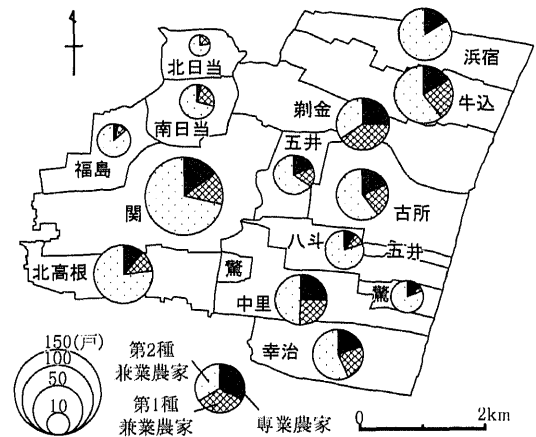 浜宿
北日当
牛込
剃金
南日当
五井
福島
関
古所
八斗
五井
北高根
驚
驚
中里
幸治
150(戸)
100
50
10
第2種
兼業農家
第1種
兼業農家
専業農家
0 2km